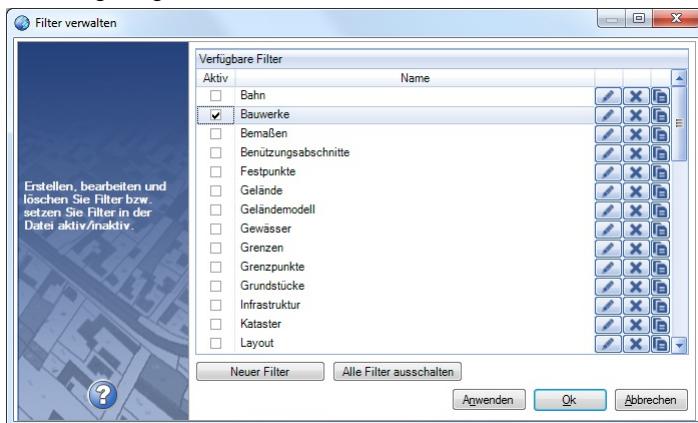 Filter verwalten
Verfügbare Filter
Aktiv Name
Bahn
Bauwerke
Bemaßen
Benützungsabschnitte
Festpunkte
Gelände
Geländemodell
Gewässer
Grenzen
Grenzpunkte
Grundstücke
Infrastruktur
Kataster
Layout
Erstellen, bearbeiten und
löschen Sie Filter bzw.
setzen Sie Filter in der
Datei aktiv/inaktiv.
Neuer Filter Alle Filter ausschalten
Anwenden Ok Abbrechen